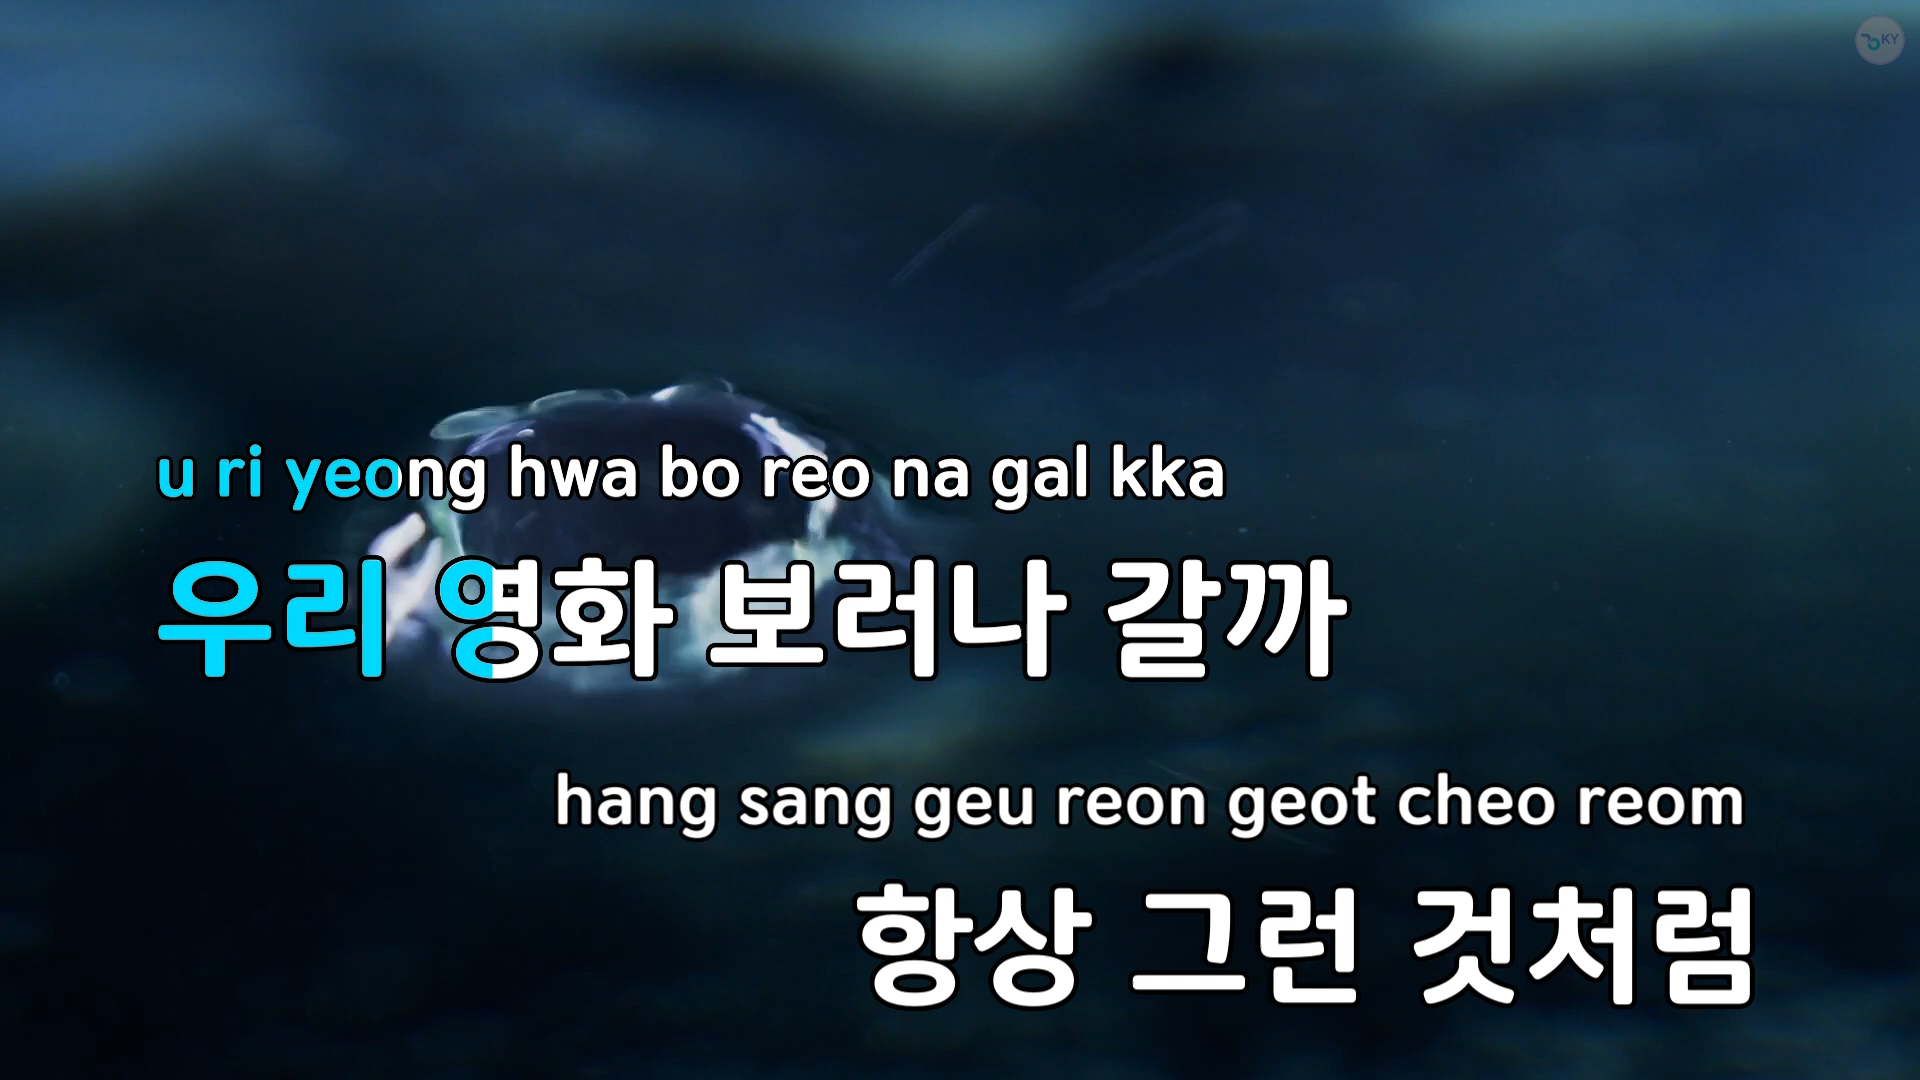 KY
u ri yeong hwa bo reo na gal kka
우리 영화 보러나 갈까
hang sang geu reon geot cheo reom
항상 그런 것처럼